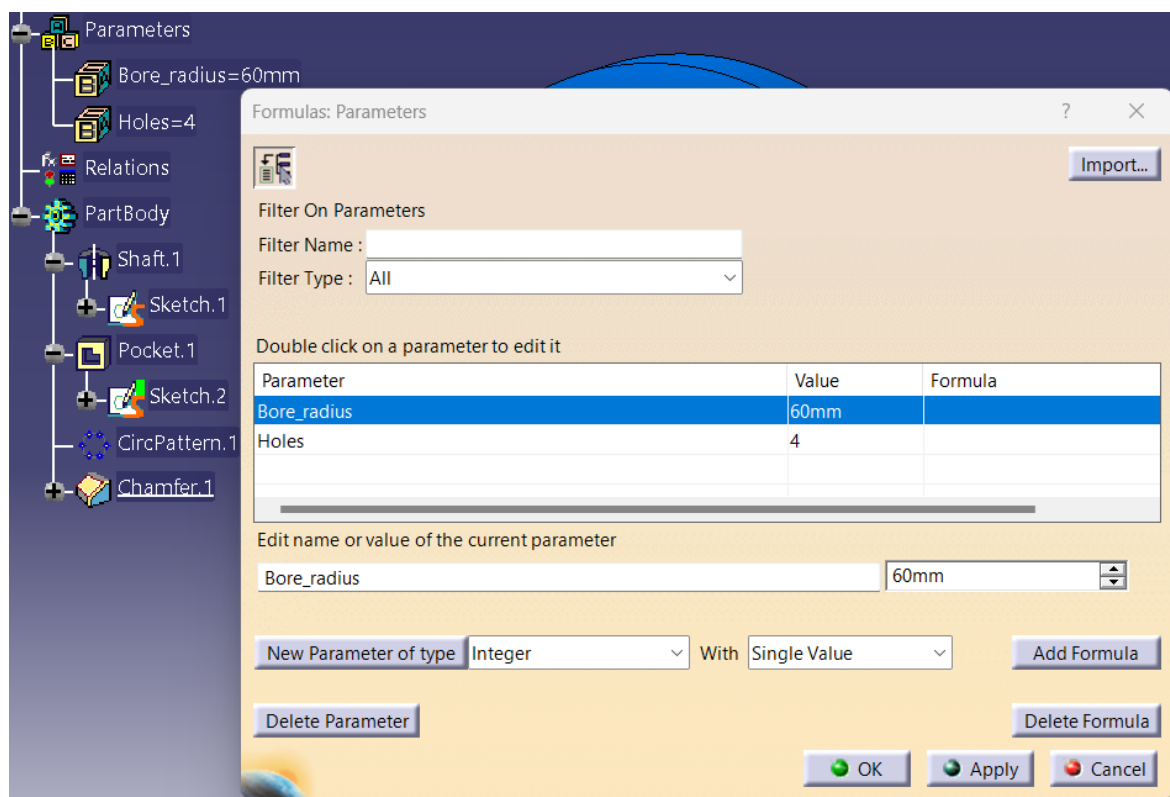 Parameters
Bore_radius=60mm
Holes=4
Relations
PartBody
Shaft.1
Sketch.1
Pocket.1
Sketch.2
CircPattern.1
Chamfer.1
Formulas: Parameters ?
Import...
Filter On Parameters
Filter Name :
Filter Type : All
Double click on a parameter to edit it
Parameter Value Formula
Bore_radius 60mm
Holes 4
Edit name or value of the current parameter
Bore_radius 60mm
New Parameter of type Integer With Single Value Add Formula
Delete Parameter Delete Formula
OK Apply Cancel